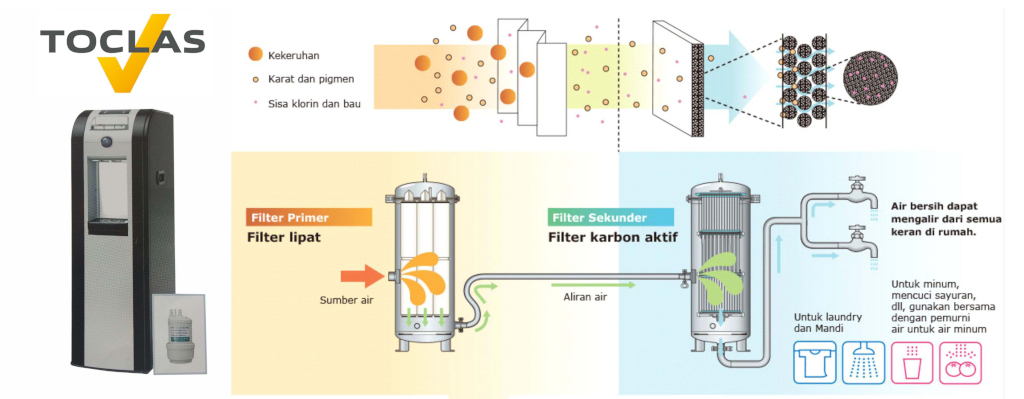 TOCLAS
Kekeruhan
Karat dan pigmen
Sisa klorin dan bau
Filter Primer
Filter lipat
Sumber air
Filter Sekunder
Filter karbon aktif
Aliran air
Air bersih dapat
mengalir dari semua
keran di rumah.
Untuk laundry
dan Mandi
Untuk minum,
mencuci sayuran,
dll, gunakan bersama
dengan pemurni
air untuk air minum